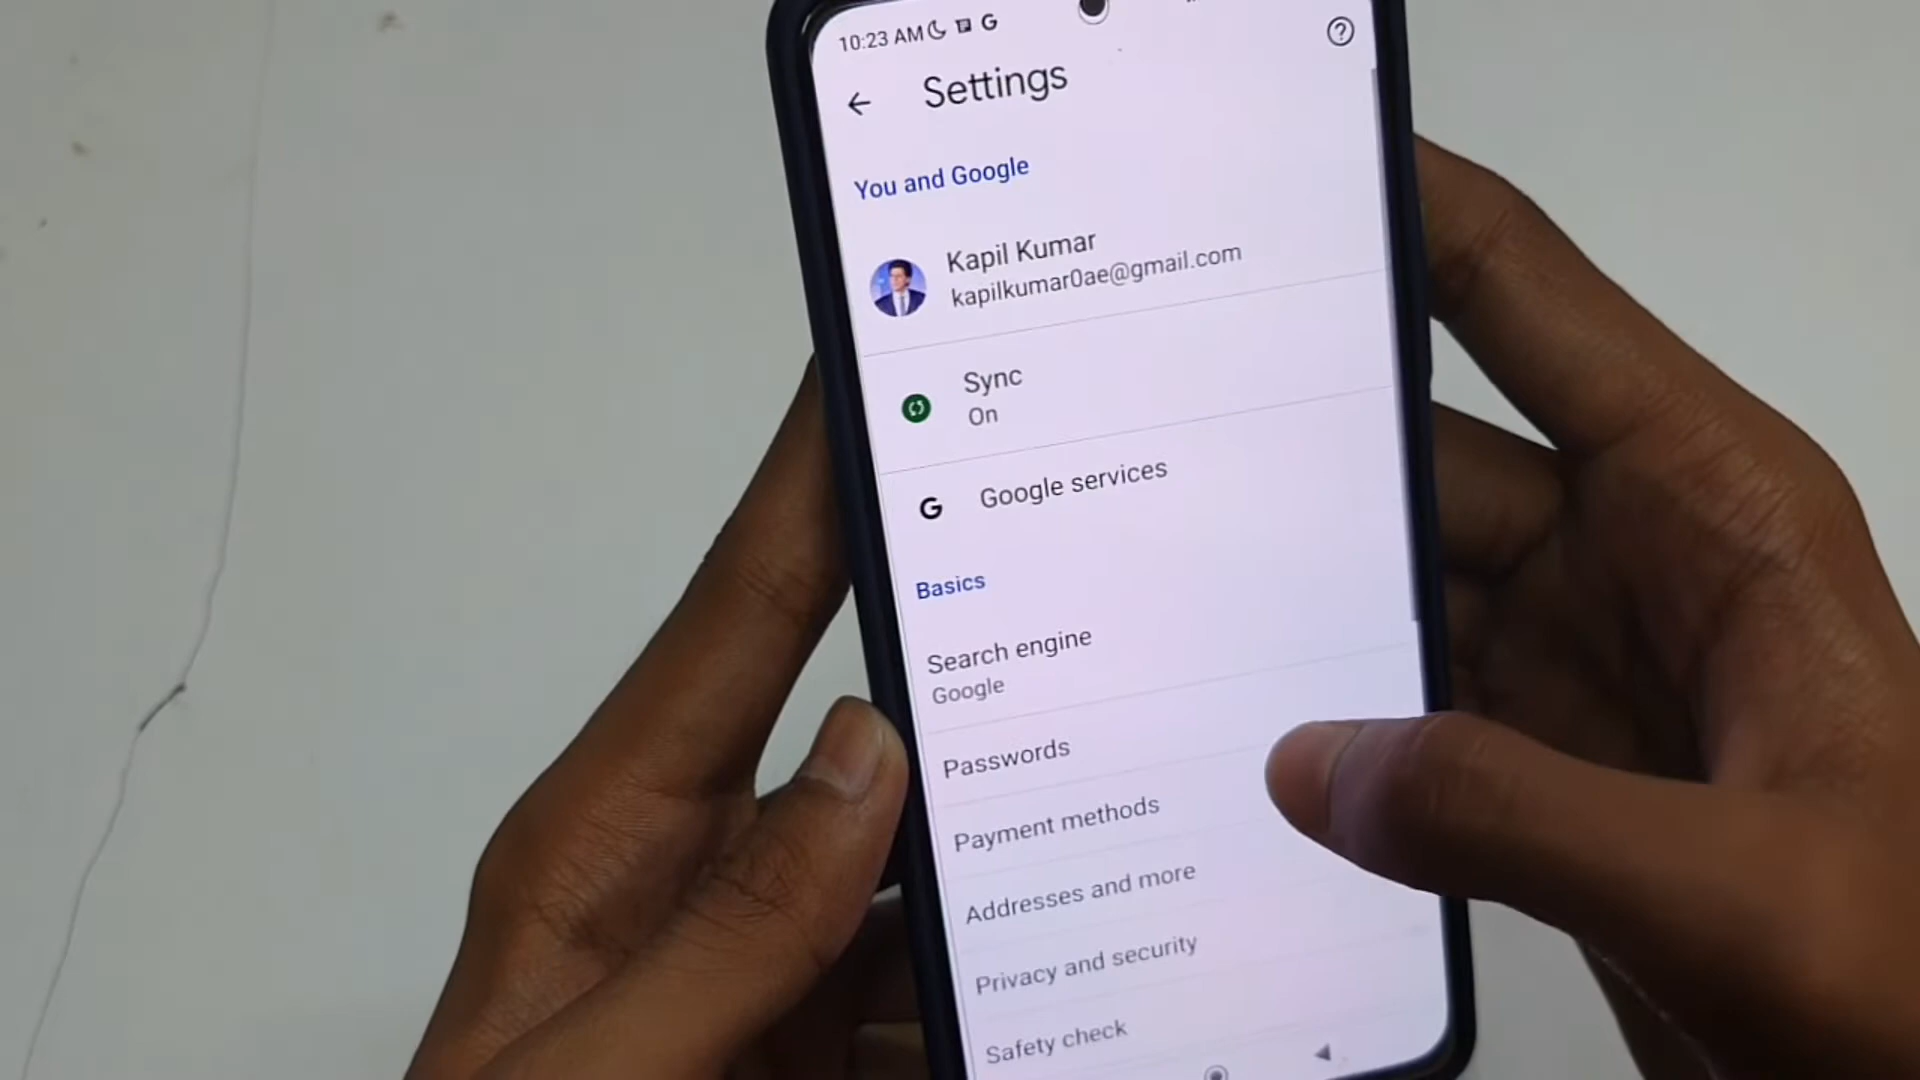 10:23 AM G
Settings
You and Google
Kapil Kumar
kapilkumar0ae@gmail.com
Sync
On
G Google services
Basics
Search engine
Google
Passwords
Payment methods
Addresses and more
Privacy and security
Safety check